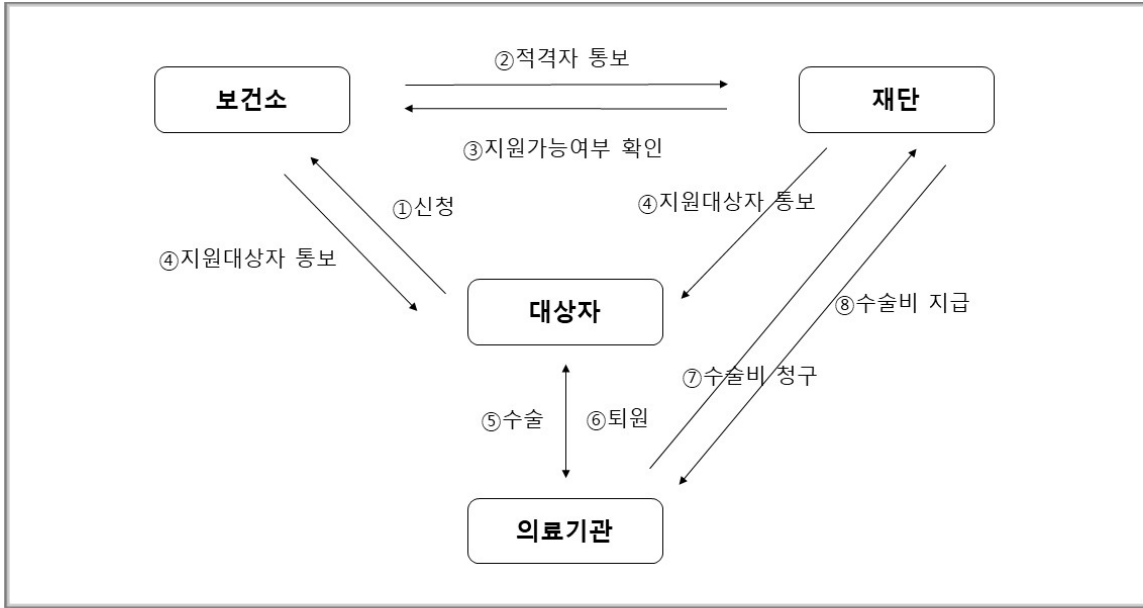 ②적격자 통보
보건소
재단
③지원가능여부 확인
①신청
④지원대상자 통보
④지원대상자 통보
대상자
⑧수술비 지급
⑦수술비 청구
⑤수술
⑥퇴원
의료기관